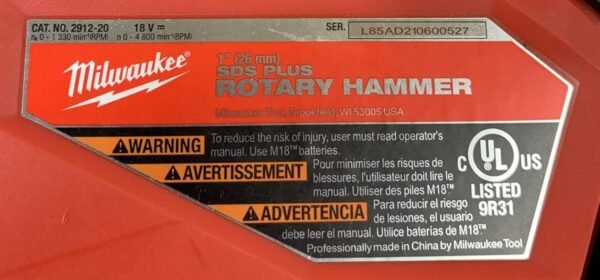 CAT. NO. 2912-20 18 V ⎓ SER. L85AD210600527
n₀ 0 - 1 330 min⁻¹(RPM) n 0 - 4 800 min⁻¹(BPM)
Milwaukee®
1" (26 mm)
SDS PLUS
ROTARY HAMMER
Milwaukee Tool, Brookfield, WI 53005 USA
⚠WARNING To reduce the risk of injury, user must read operator's
manual. Use M18™ batteries.
⚠AVERTISSEMENT Pour minimiser les risques de
blessures, l'utilisateur doit lire le
manual. Utiliser des piles M18™
⚠ADVERTENCIA Para reducir el riesgo
de lesiones, el usuario
debe leer el manual. Utilice baterías de M18™
Professionally made in China by Milwaukee Tool
C UL® US
LISTED
9R31